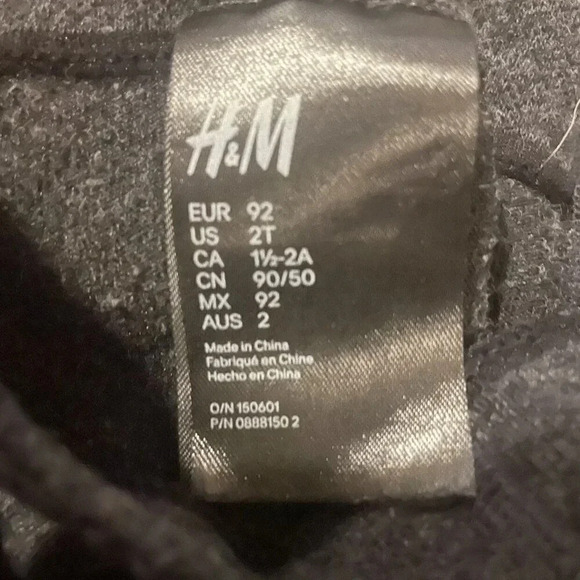 H&M
EUR 92
US 2T
CA 1½-2A
CN 90/50
MX 92
AUS 2
Made in China
Fabriqué en Chine
Hecho en China
O/N 150601
P/N 0888150 2